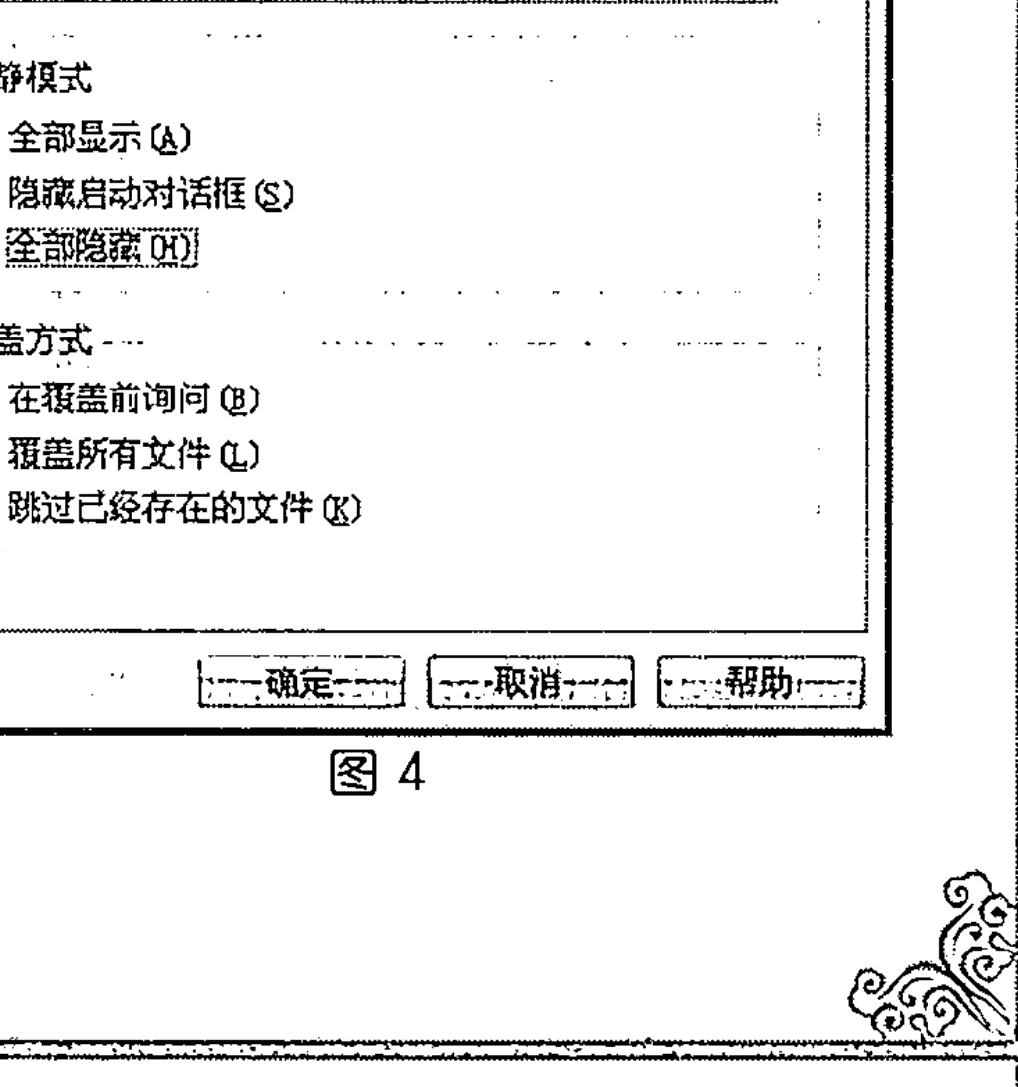 静模式
全部显示(A)
隐藏启动对话框(S)
全部隐藏(H)
盖方式
在覆盖前询问(B)
覆盖所有文件(L)
跳过已经存在的文件(K)
确定 取消 帮助
图 4